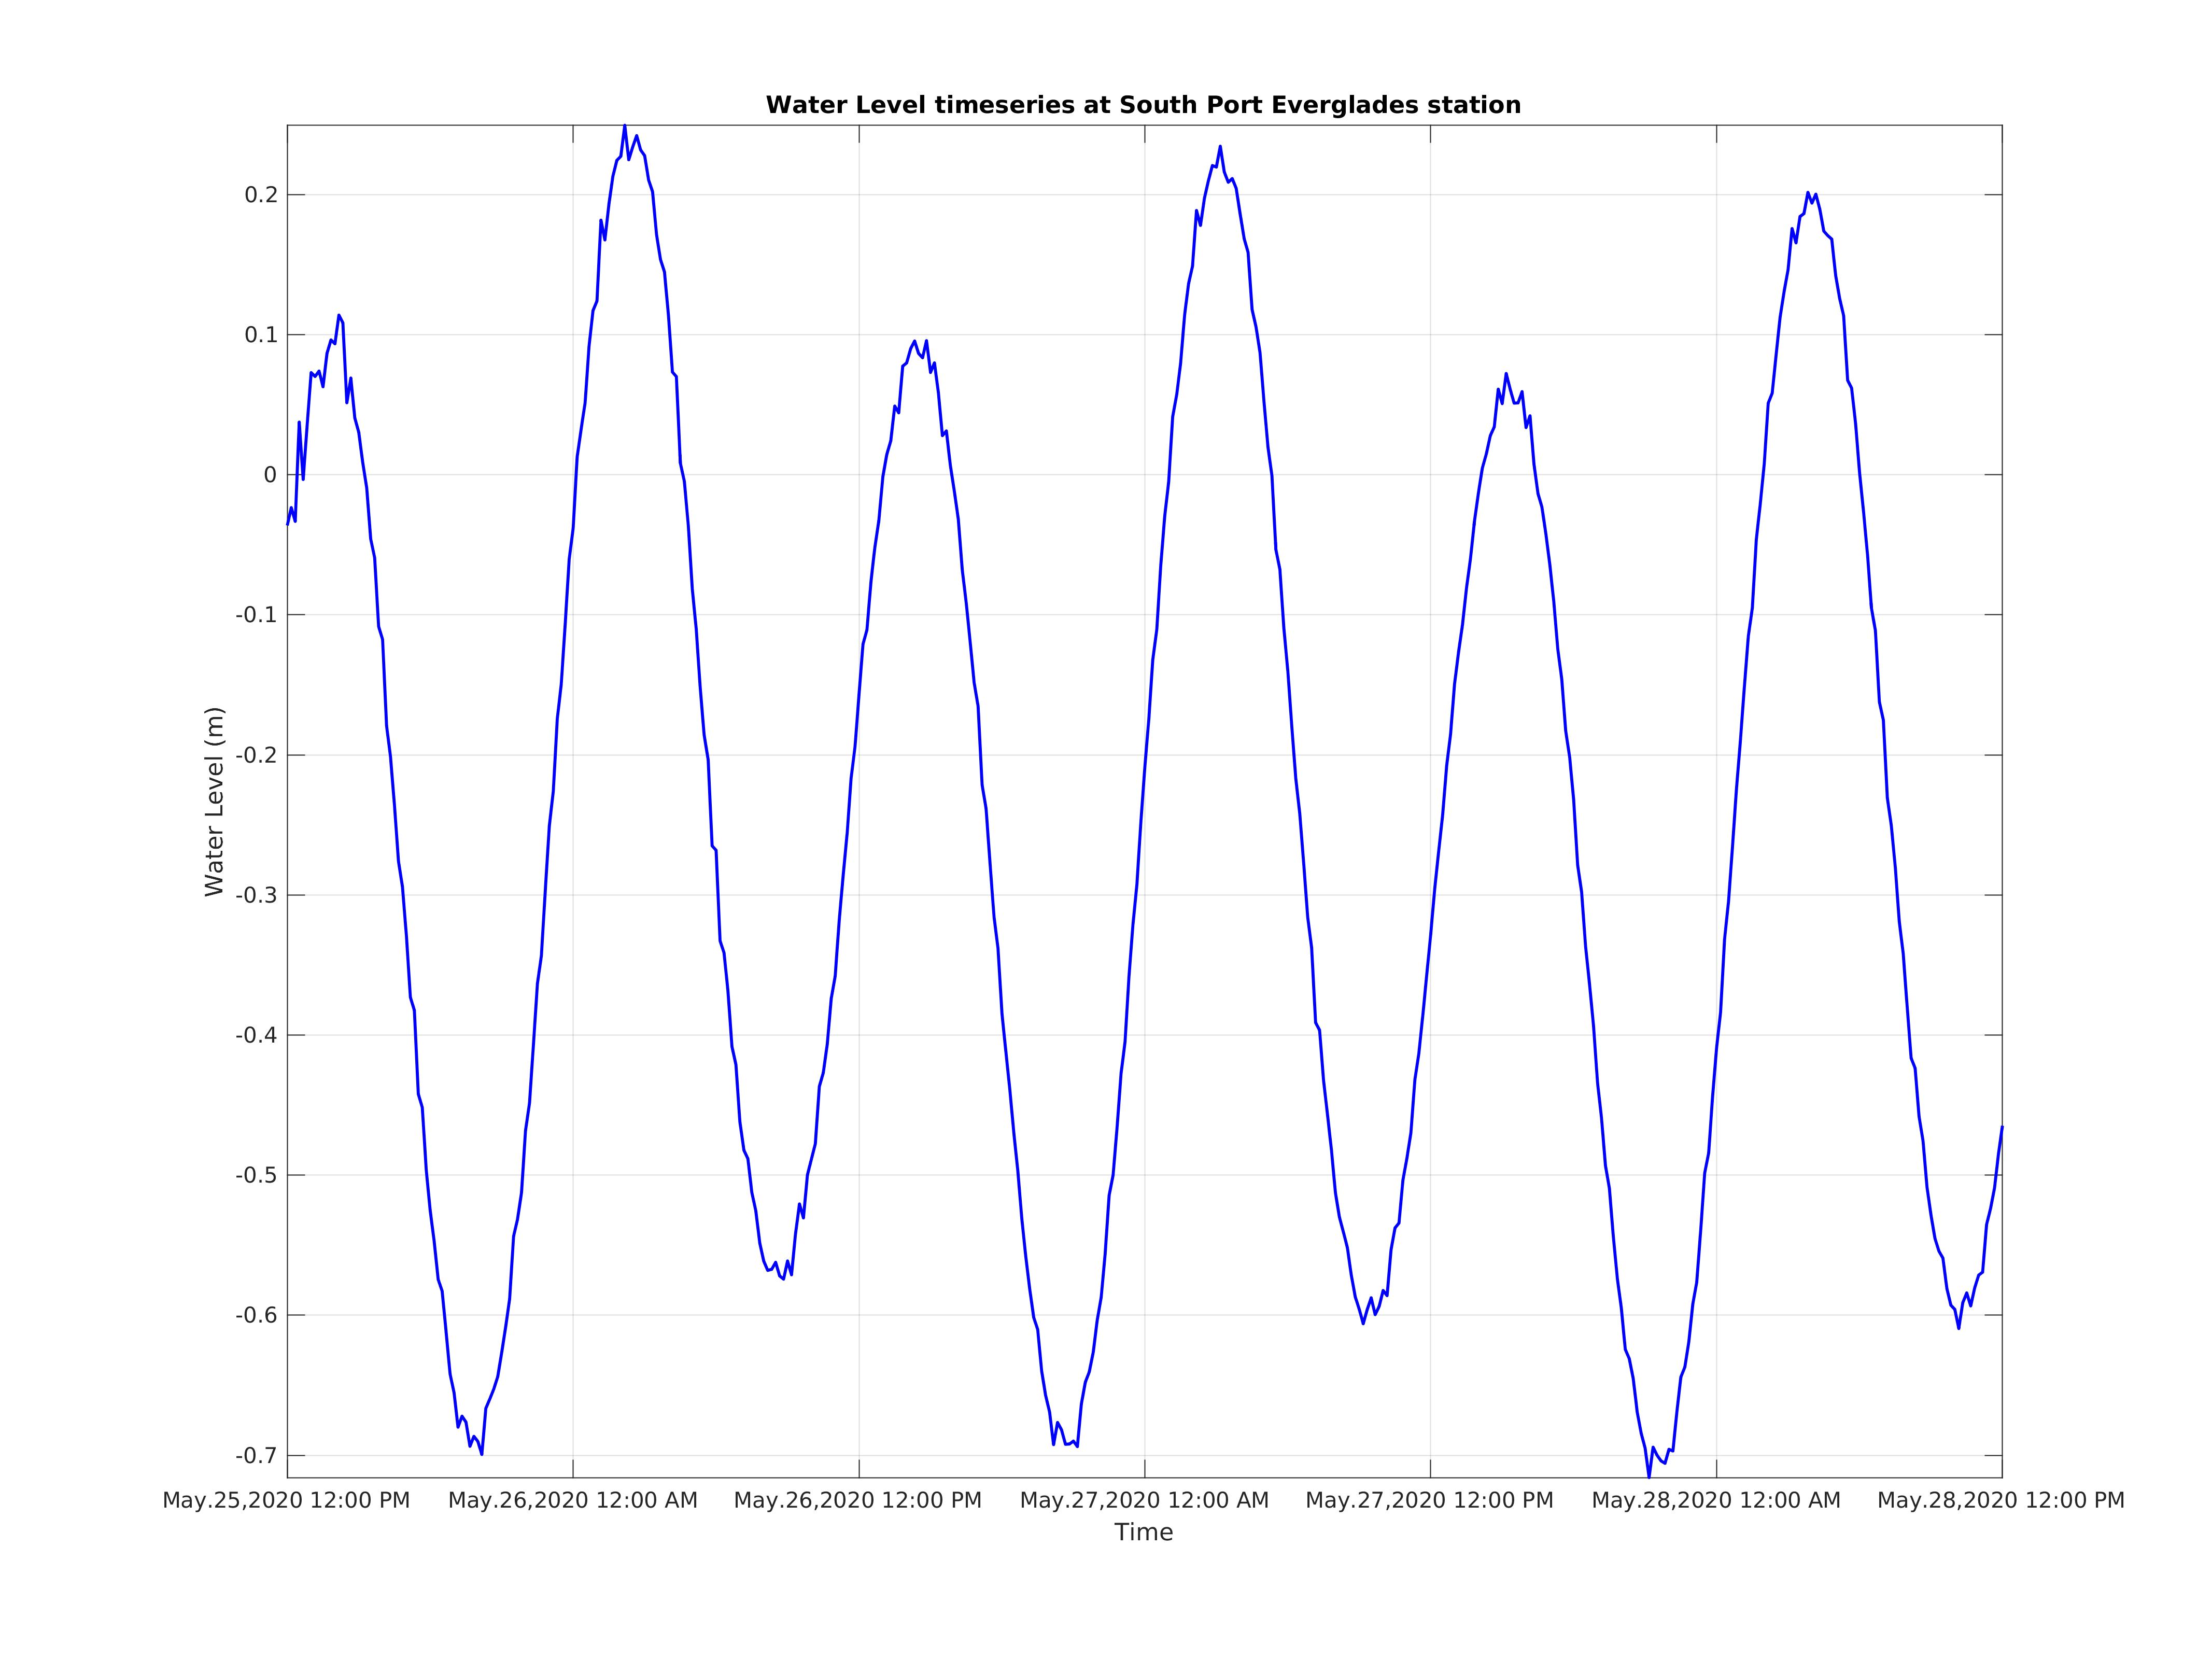 Water Level timeseries at South Port Everglades station
0.2
0.1
0
-0.1
-0.2
-0.3
-0.4
-0.5
-0.6
-0.7
Water Level (m)
May.25,2020 12:00 PM May.26,2020 12:00 AM May.26,2020 12:00 PM May.27,2020 12:00 AM May.27,2020 12:00 PM May.28,2020 12:00 AM May.28,2020 12:00 PM
Time